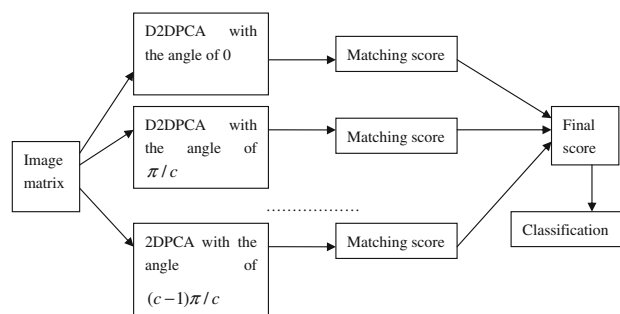 D2DPCA with
the angle of 0
Matching score
D2DPCA with
the angle of
π / c
Matching score
Image
matrix
Final
score
..................
2DPCA with the
angle of
(c−1)π / c
Matching score
Classification